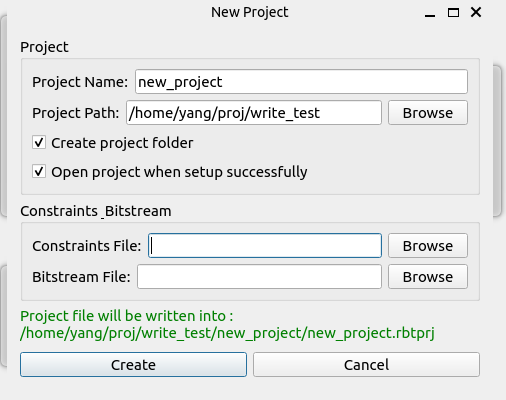 New Project
Project
Project Name: new_project
Project Path: /home/yang/proj/write_test Browse
Create project folder
Open project when setup successfully
Constraints _Bitstream
Constraints File: Browse
Bitstream File: Browse
Project file will be written into :
/home/yang/proj/write_test/new_project/new_project.rbtprj
Create Cancel